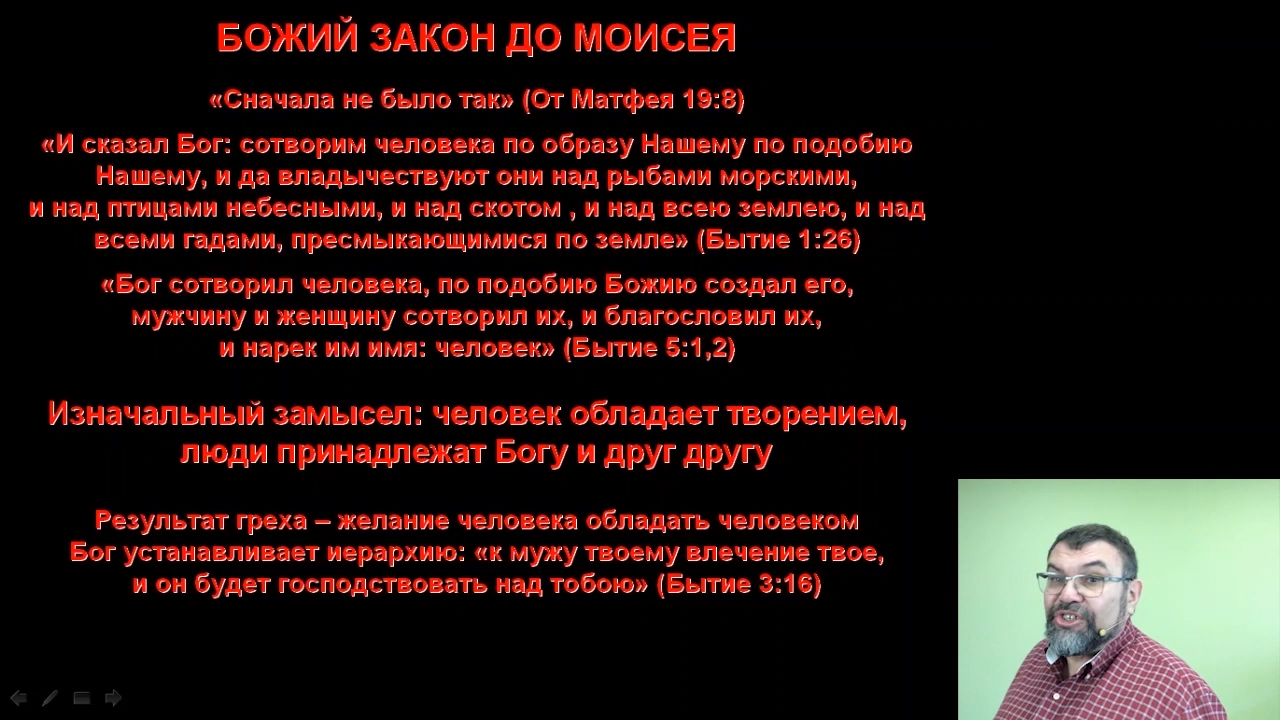 БОЖИЙ ЗАКОН ДО МОИСЕЯ
«Сначала не было так» (От Матфея 19:8)
«И сказал Бог: сотворим человека по образу Нашему по подобию
Нашему, и да владычествуют они над рыбами морскими,
и над птицами небесными, и над скотом , и над всею землею, и над
всеми гадами, пресмыкающимися по земле» (Бытие 1:26)
«Бог сотворил человека, по подобию Божию создал его,
мужчину и женщину сотворил их, и благословил их,
и нарек им имя: человек» (Бытие 5:1,2)
Изначальный замысел: человек обладает творением,
люди принадлежат Богу и друг другу
Результат греха – желание человека обладать человеком
Бог устанавливает иерархию: «к мужу твоему влечение твое,
и он будет господствовать над тобою» (Бытие 3:16)